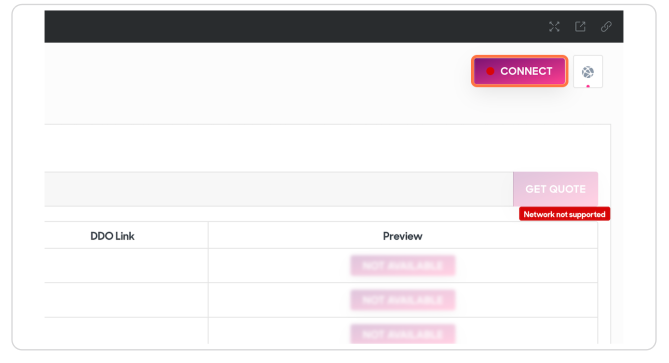 CONNECT
GET QUOTE
Network not supported
DDO Link Preview
NOT AVAILABLE
NOT AVAILABLE
NOT AVAILABLE